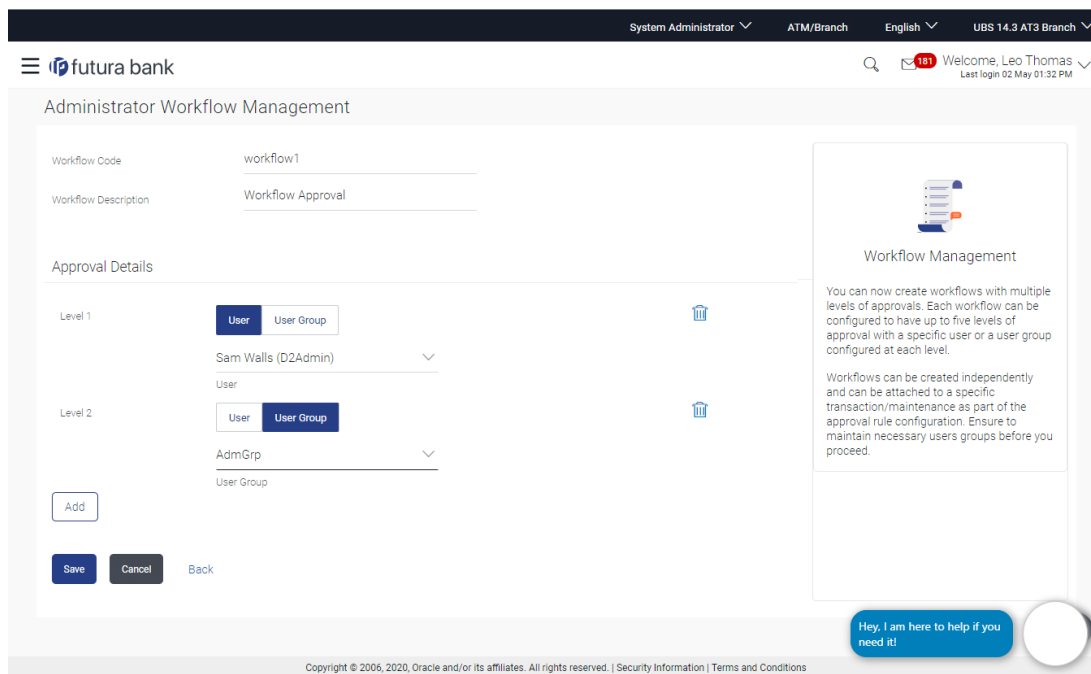 System Administrator ATM/Branch English UBS 14.3 AT3 Branch
futura bank
181
Welcome, Leo Thomas
Last login 02 May 01:32 PM
Administrator Workflow Management
Workflow Code workflow1
Workflow Description Workflow Approval
Approval Details
Level 1 User User Group
Sam Walls (D2Admin)
User
Level 2 User User Group
AdmGrp
User Group
Add
Save Cancel Back
Workflow Management
You can now create workflows with multiple
levels of approvals. Each workflow can be
configured to have up to five levels of
approval with a specific user or a user group
configured at each level.
Workflows can be created independently
and can be attached to a specific
transaction/maintenance as part of the
approval rule configuration. Ensure to
maintain necessary users groups before you
proceed.
Hey, I am here to help if you
need it!
Copyright © 2006, 2020, Oracle and/or its affiliates. All rights reserved. | Security Information | Terms and Conditions